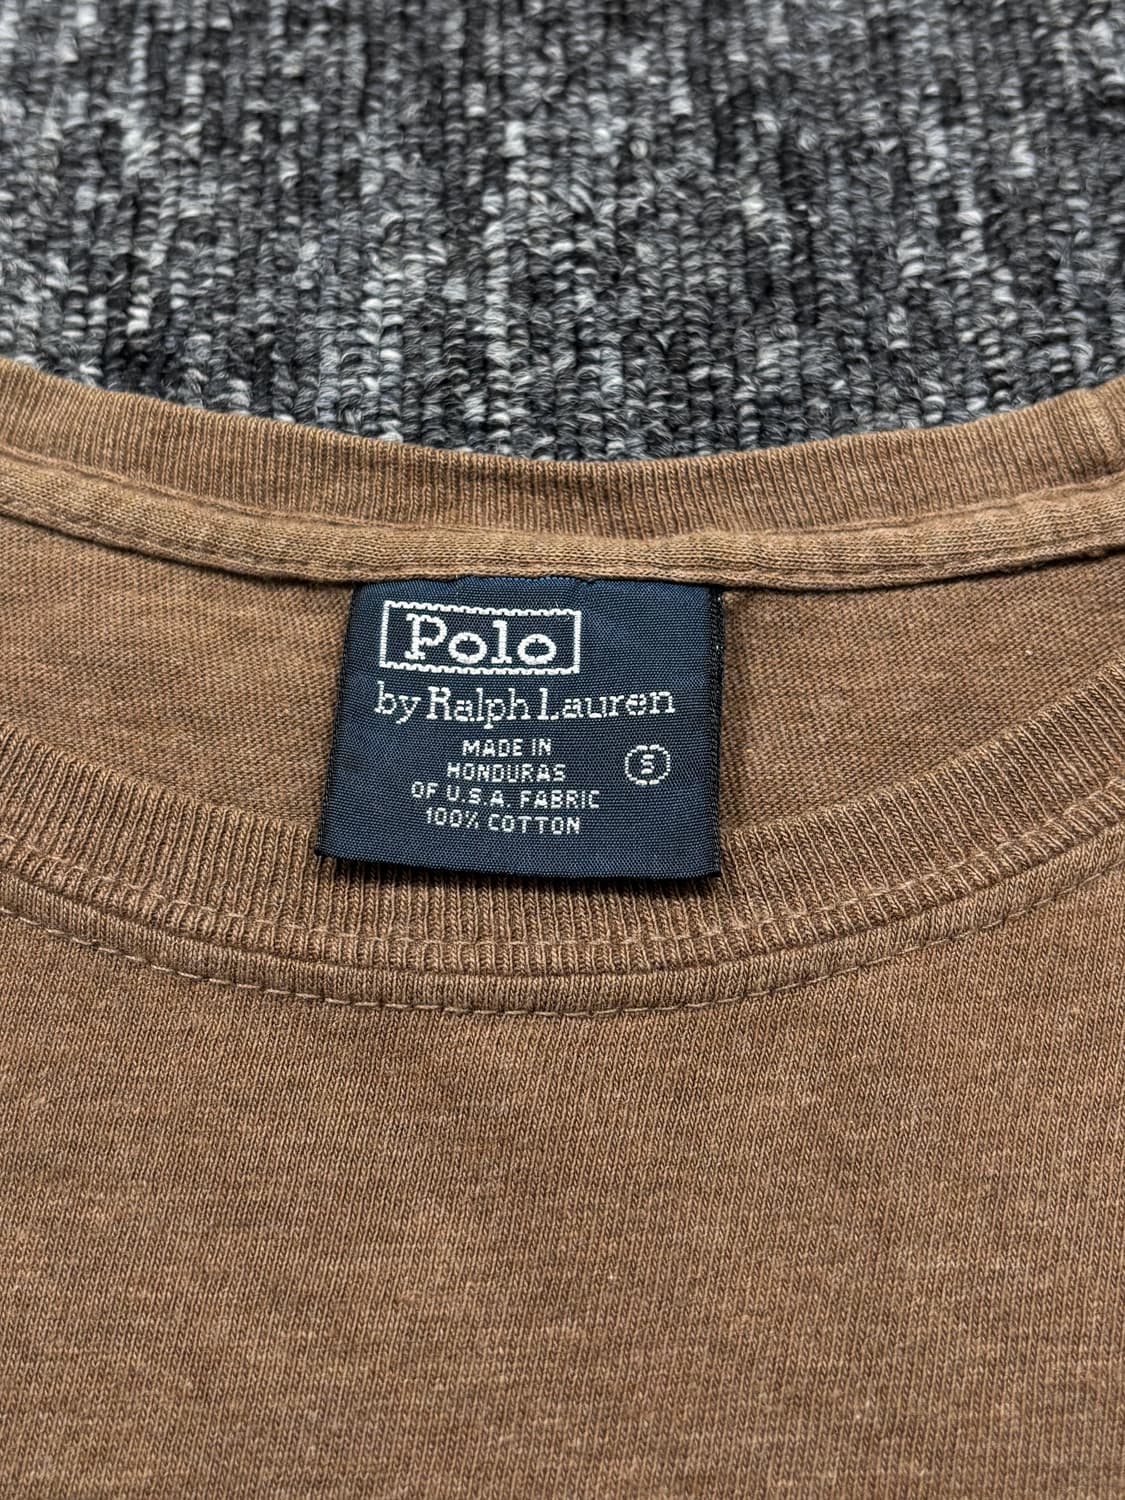 Polo
by Ralph Lauren
MADE IN
HONDURAS
OF U.S.A. FABRIC
100% COTTON
S